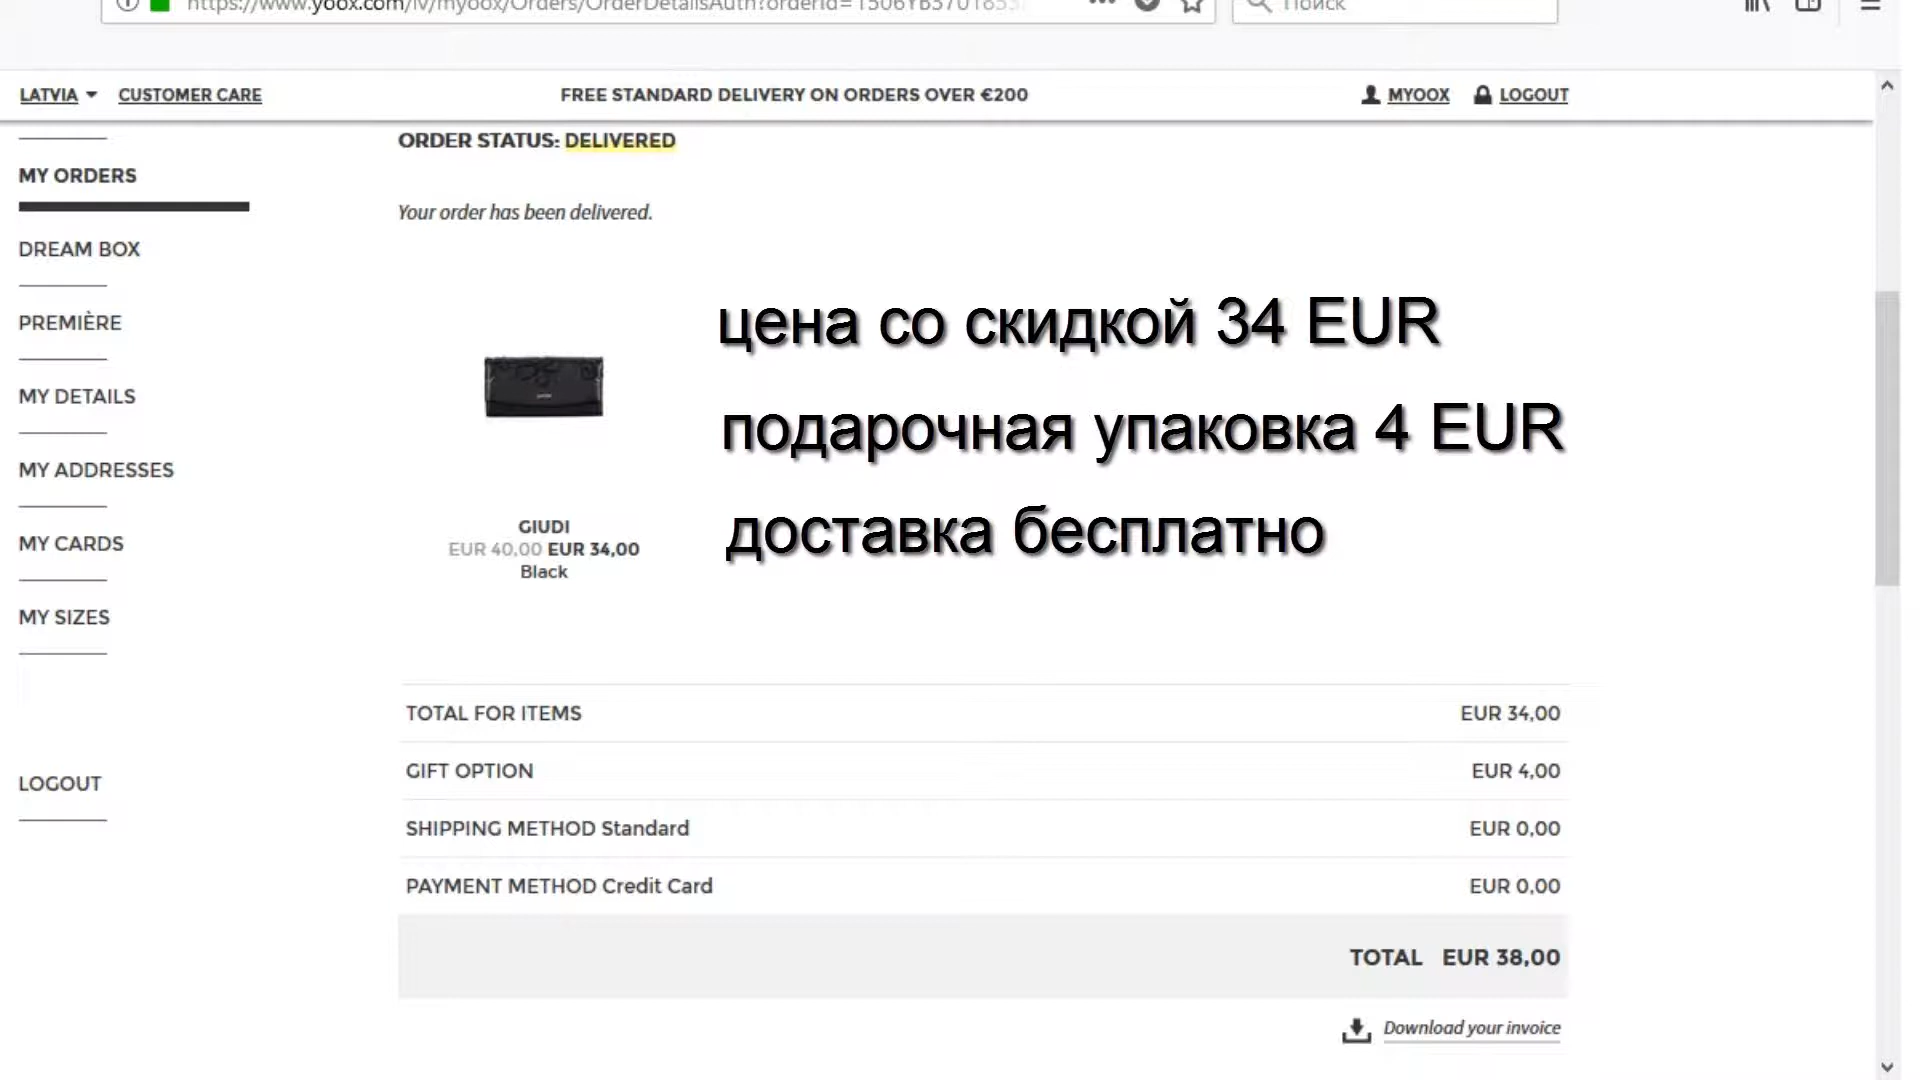 LATVIA
CUSTOMER CARE
FREE STANDARD DELIVERY ON ORDERS OVER €200
MYOOX
LOGOUT
ORDER STATUS: DELIVERED
MY ORDERS
Your order has been delivered.
DREAM BOX
PREMIÈRE
MY DETAILS
MY ADDRESSES
MY CARDS
MY SIZES
LOGOUT
цена со скидкой 34 EUR
подарочная упаковка 4 EUR
доставка бесплатно
GIUDI
EUR 40,00 EUR 34,00
Black
TOTAL FOR ITEMS EUR 34,00
GIFT OPTION EUR 4,00
SHIPPING METHOD Standard EUR 0,00
PAYMENT METHOD Credit Card EUR 0,00
TOTAL EUR 38,00
Download your invoice